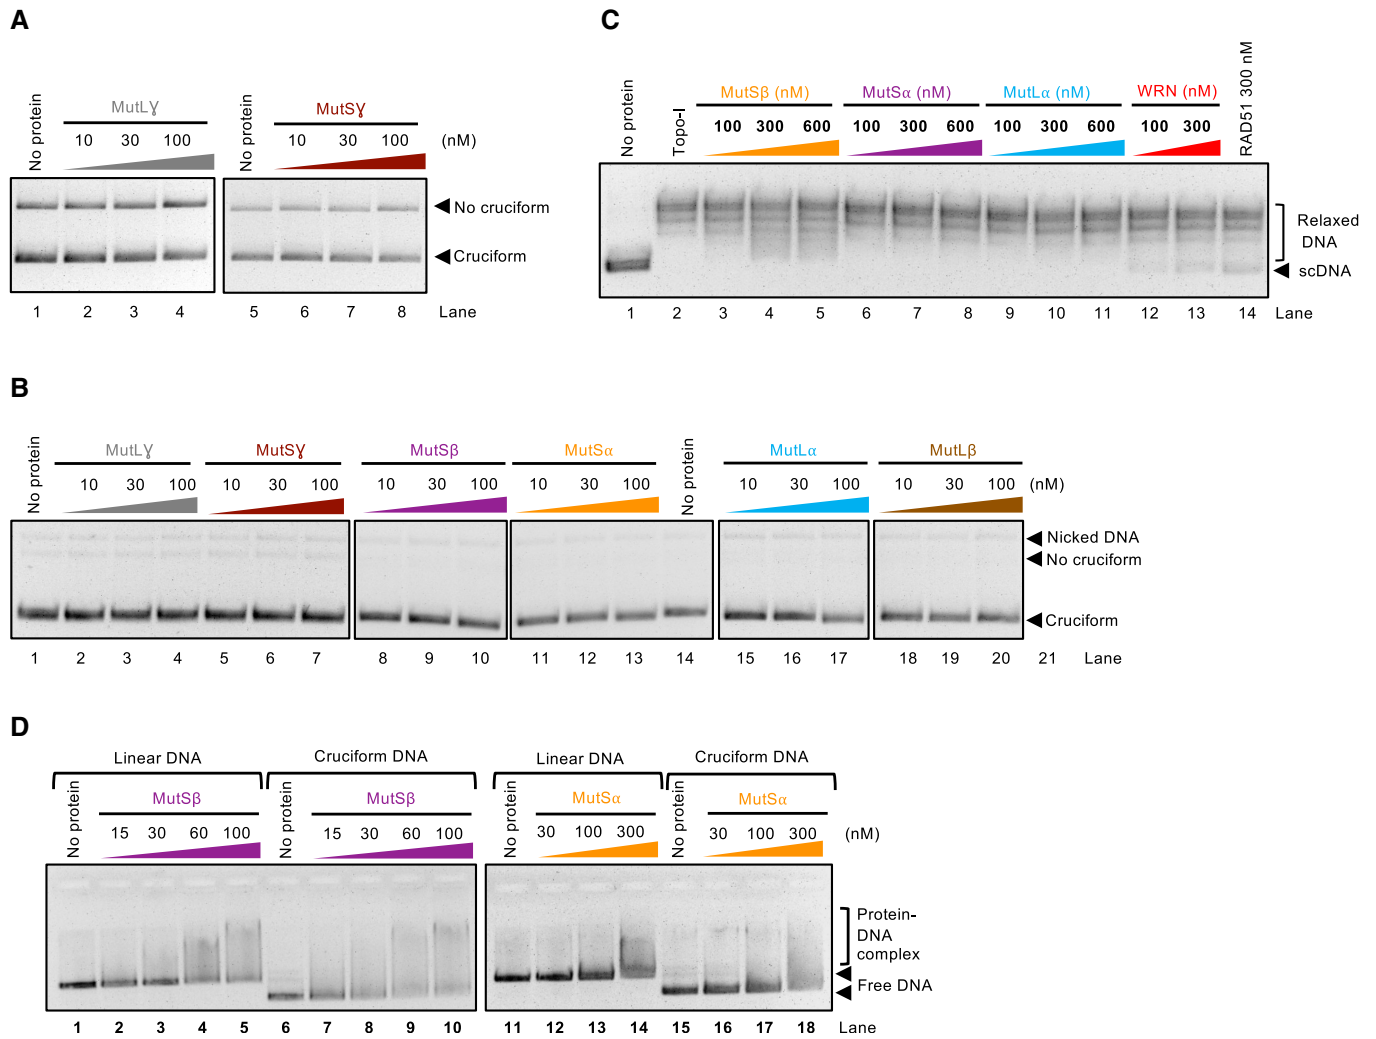 A
No protein
MutLɣ
10 30 100
No protein
MutSɣ
10 30 100 (nM)
No cruciform
Cruciform
1 2 3 4 5 6 7 8 Lane
C
No protein
Topo-I
MutSβ (nM)
100 300 600
MutSα (nM)
100 300 600
MutLα (nM)
100 300 600
WRN (nM)
100 300
RAD51 300 nM
Relaxed
DNA
scDNA
1 2 3 4 5 6 7 8 9 10 11 12 13 14 Lane
B
No protein
MutLɣ
10 30 100
MutSɣ
10 30 100
MutSβ
10 30 100
MutSα
10 30 100
No protein
MutLα
10 30 100
MutLβ
10 30 100 (nM)
Nicked DNA
No cruciform
Cruciform
1 2 3 4 5 6 7 8 9 10 11 12 13 14 15 16 17 18 19 20 21 Lane
D
Linear DNA
No protein
MutSβ
15 30 60 100
Cruciform DNA
No protein
MutSβ
15 30 60 100
Linear DNA
No protein
MutSα
30 100 300
Cruciform DNA
No protein
MutSα
30 100 300 (nM)
Protein-
DNA
complex
Free DNA
1 2 3 4 5 6 7 8 9 10 11 12 13 14 15 16 17 18 Lane